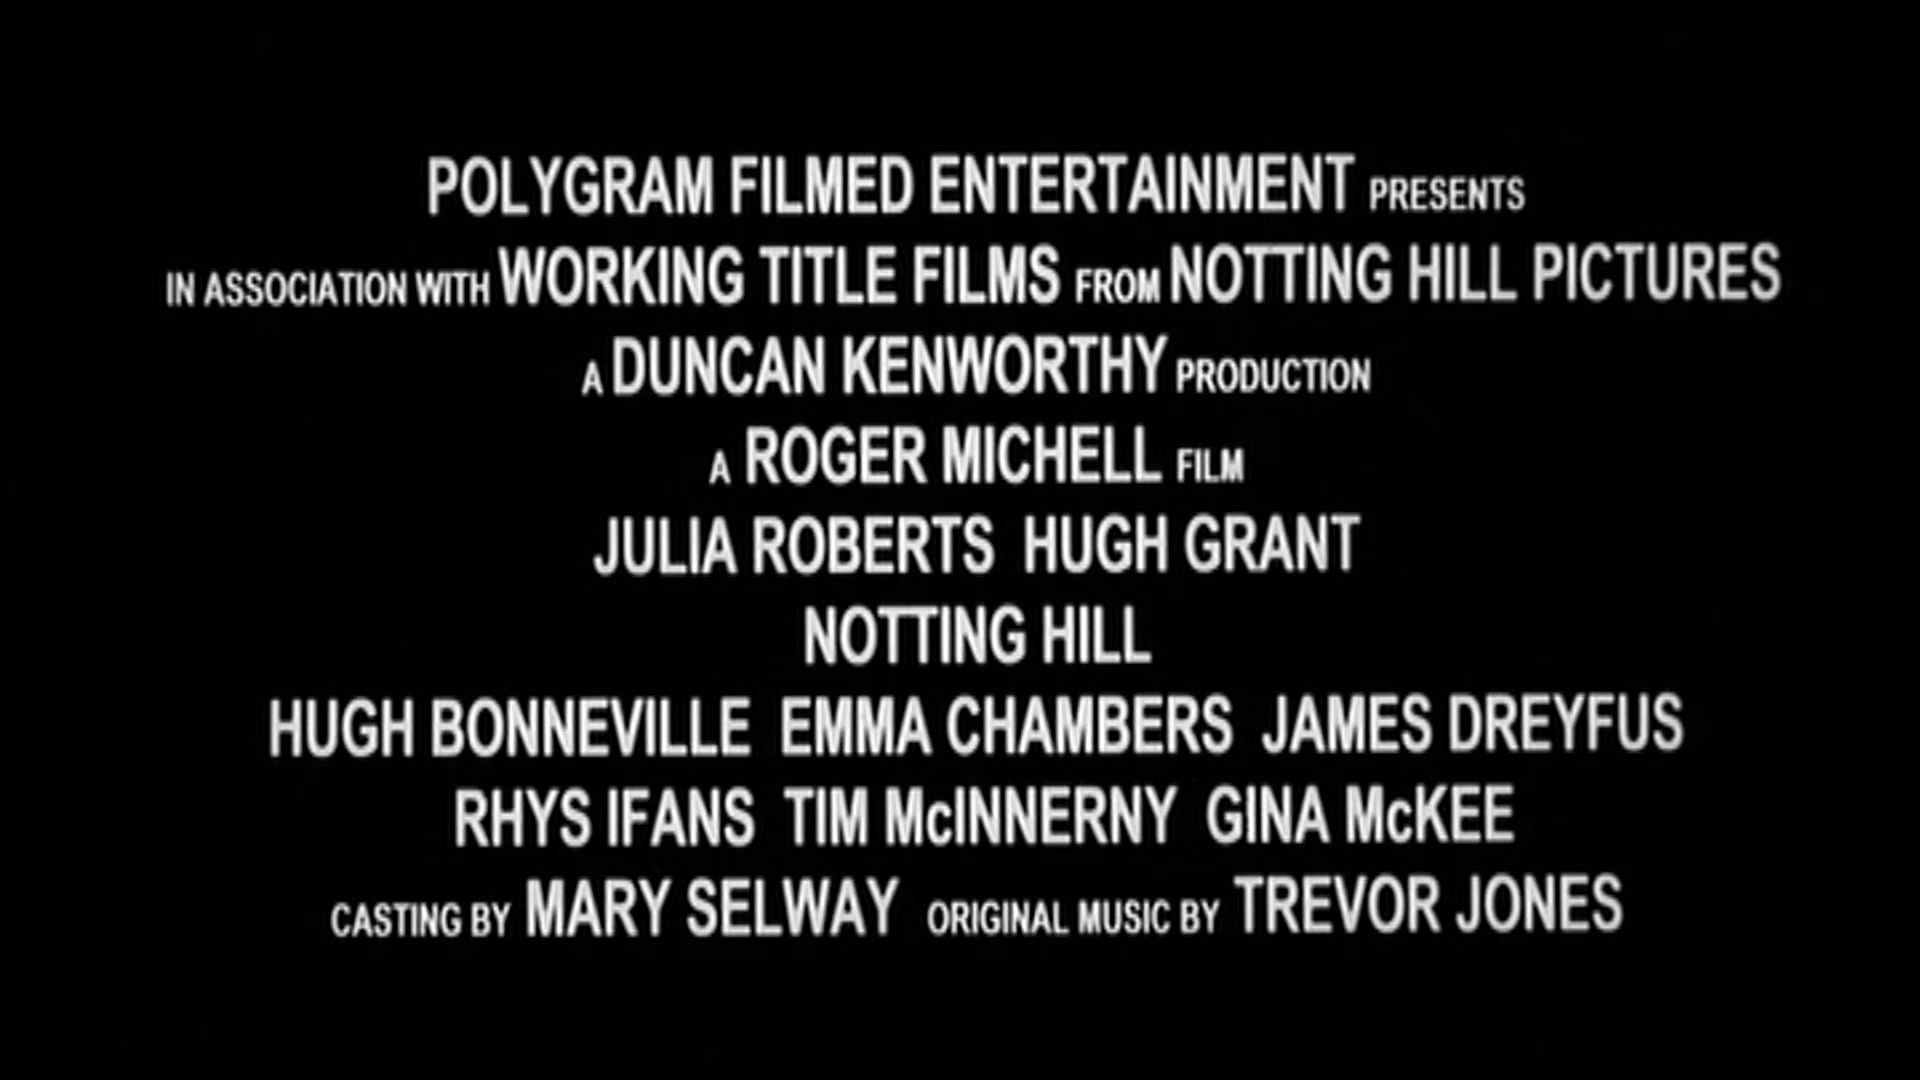 POLYGRAM FILMED ENTERTAINMENT PRESENTS
IN ASSOCIATION WITH WORKING TITLE FILMS FROM NOTTING HILL PICTURES
A DUNCAN KENWORTHY PRODUCTION
A ROGER MICHELL FILM
JULIA ROBERTS HUGH GRANT
NOTTING HILL
HUGH BONNEVILLE EMMA CHAMBERS JAMES DREYFUS
RHYS IFANS TIM McINNERNY GINA McKEE
CASTING BY MARY SELWAY ORIGINAL MUSIC BY TREVOR JONES